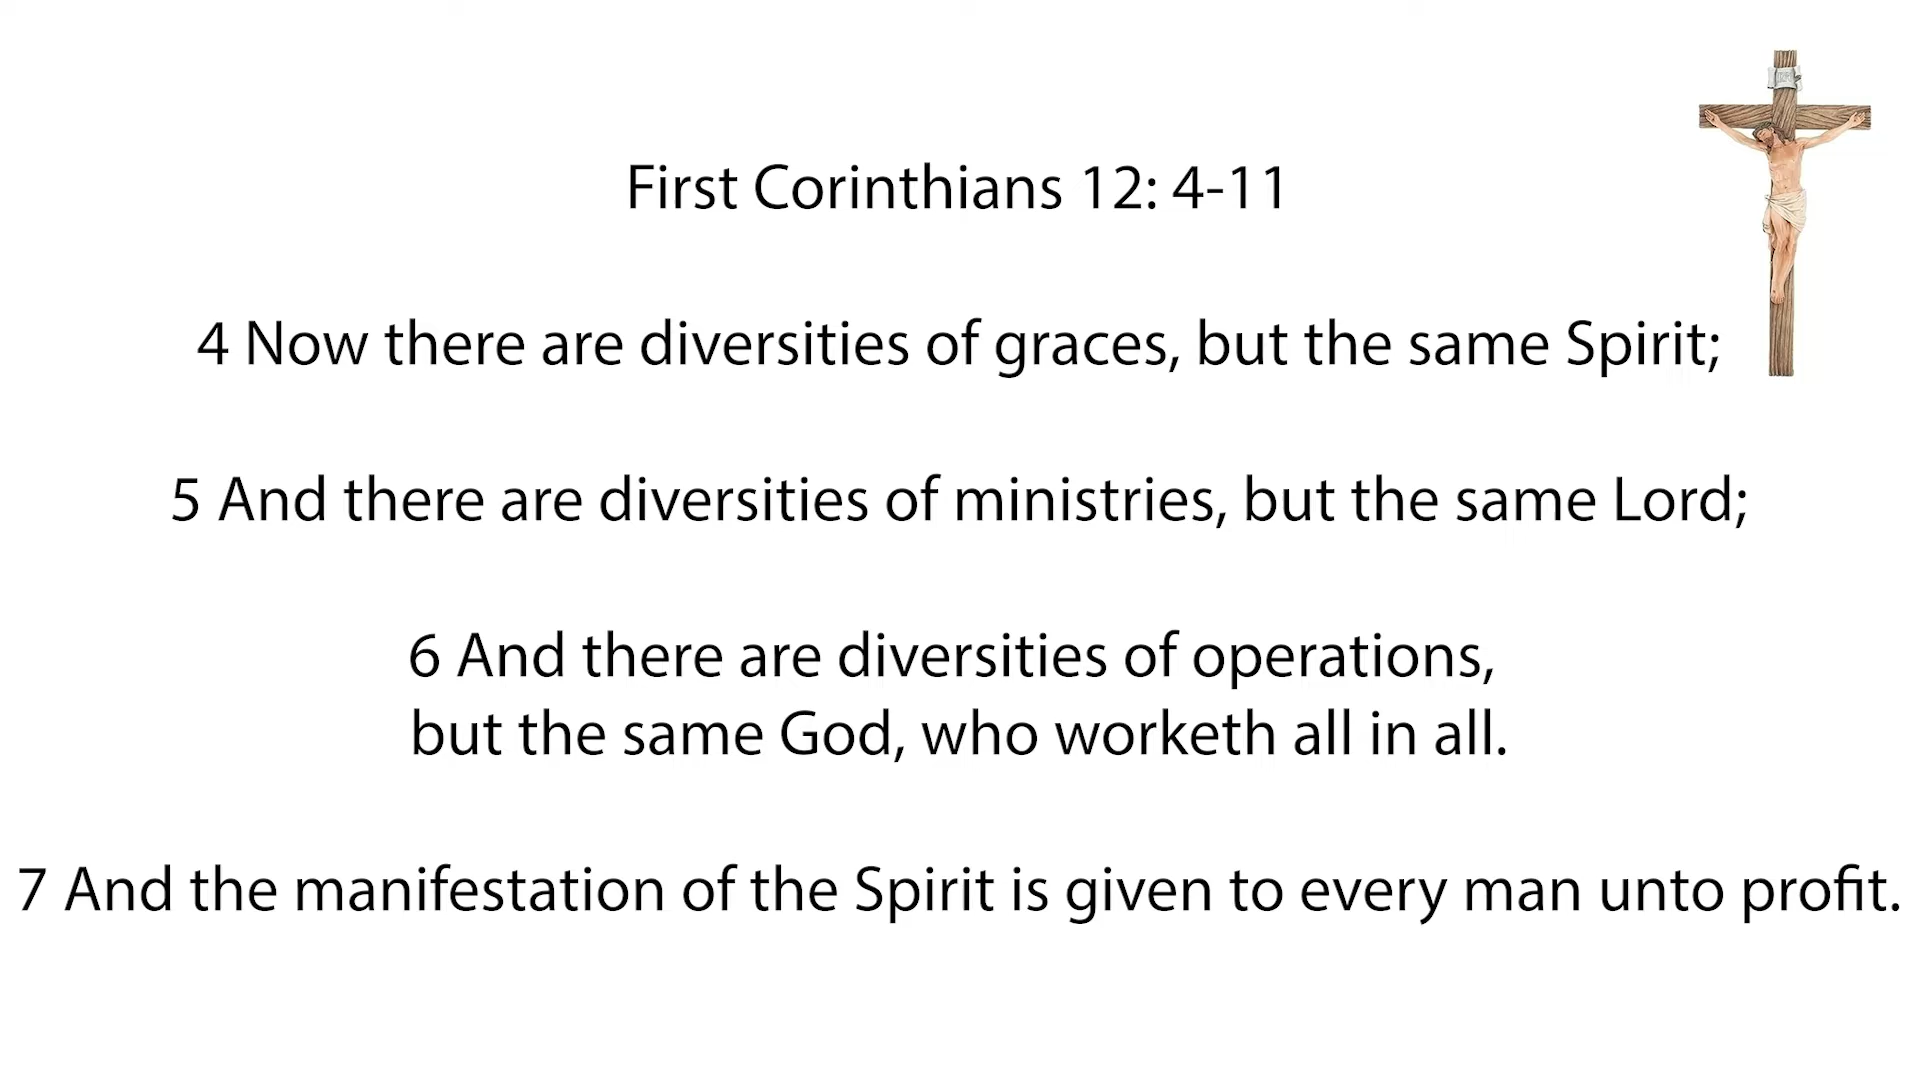 First Corinthians 12: 4-11
4 Now there are diversities of graces, but the same Spirit;
5 And there are diversities of ministries, but the same Lord;
6 And there are diversities of operations,
but the same God, who worketh all in all.
7 And the manifestation of the Spirit is given to every man unto profit.